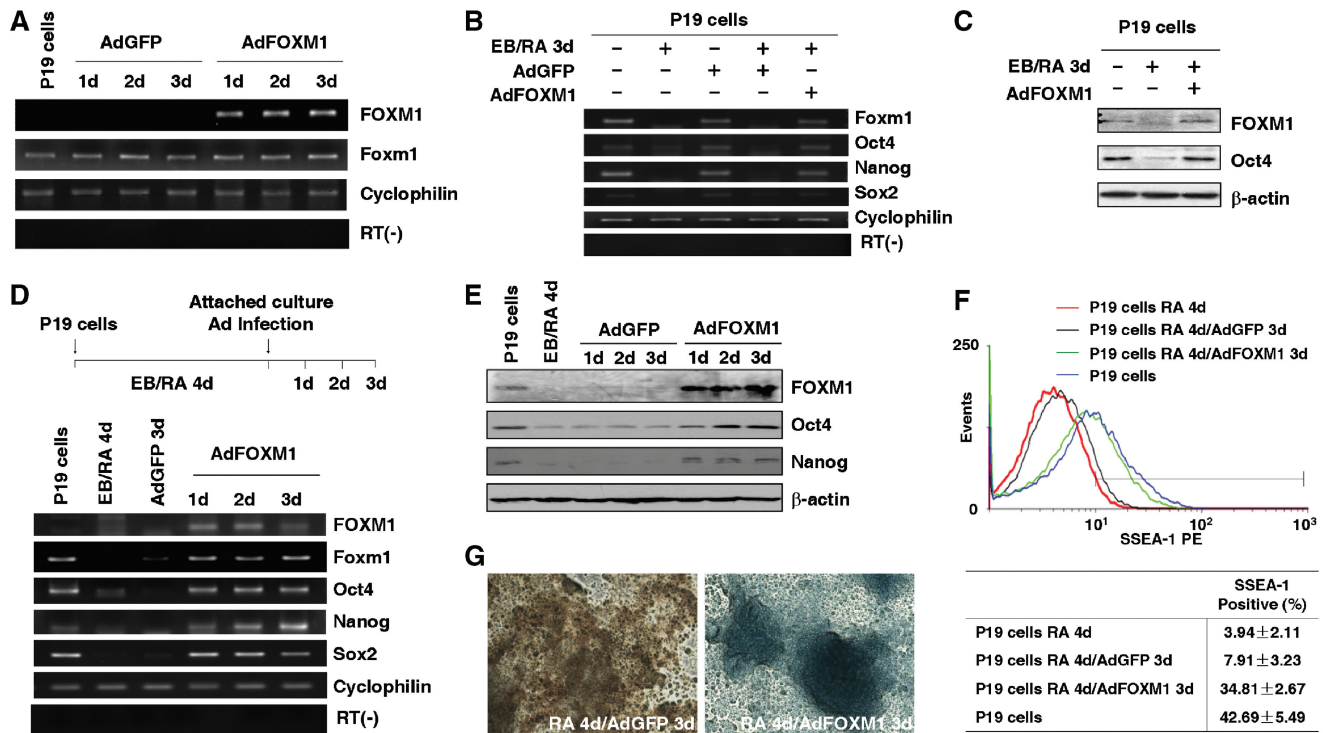 A
P19 cells
AdGFP
AdFOXM1
1d 2d 3d 1d 2d 3d
FOXM1
Foxm1
Cyclophilin
RT(-)
B
P19 cells
EB/RA 3d – + – + +
AdGFP – – + + –
AdFOXM1 – – – – +
Foxm1
Oct4
Nanog
Sox2
Cyclophilin
RT(-)
C
P19 cells
EB/RA 3d – + +
AdFOXM1 – – +
FOXM1
Oct4
β-actin
D
Attached culture
P19 cells Ad Infection
EB/RA 4d 1d 2d 3d
P19 cells
EB/RA 4d
AdGFP 3d
AdFOXM1
1d 2d 3d
FOXM1
Foxm1
Oct4
Nanog
Sox2
Cyclophilin
RT(-)
E
P19 cells
EB/RA 4d
AdGFP
AdFOXM1
1d 2d 3d 1d 2d 3d
FOXM1
Oct4
Nanog
β-actin
F
P19 cells RA 4d
P19 cells RA 4d/AdGFP 3d
P19 cells RA 4d/AdFOXM1 3d
P19 cells
250
Events
0
10¹ 10² 10³
SSEA-1 PE
SSEA-1
Positive (%)
P19 cells RA 4d 3.94±2.11
P19 cells RA 4d/AdGFP 3d 7.91±3.23
P19 cells RA 4d/AdFOXM1 3d 34.81±2.67
P19 cells 42.69±5.49
G
RA 4d/AdGFP 3d
RA 4d/AdFOXM1 3d